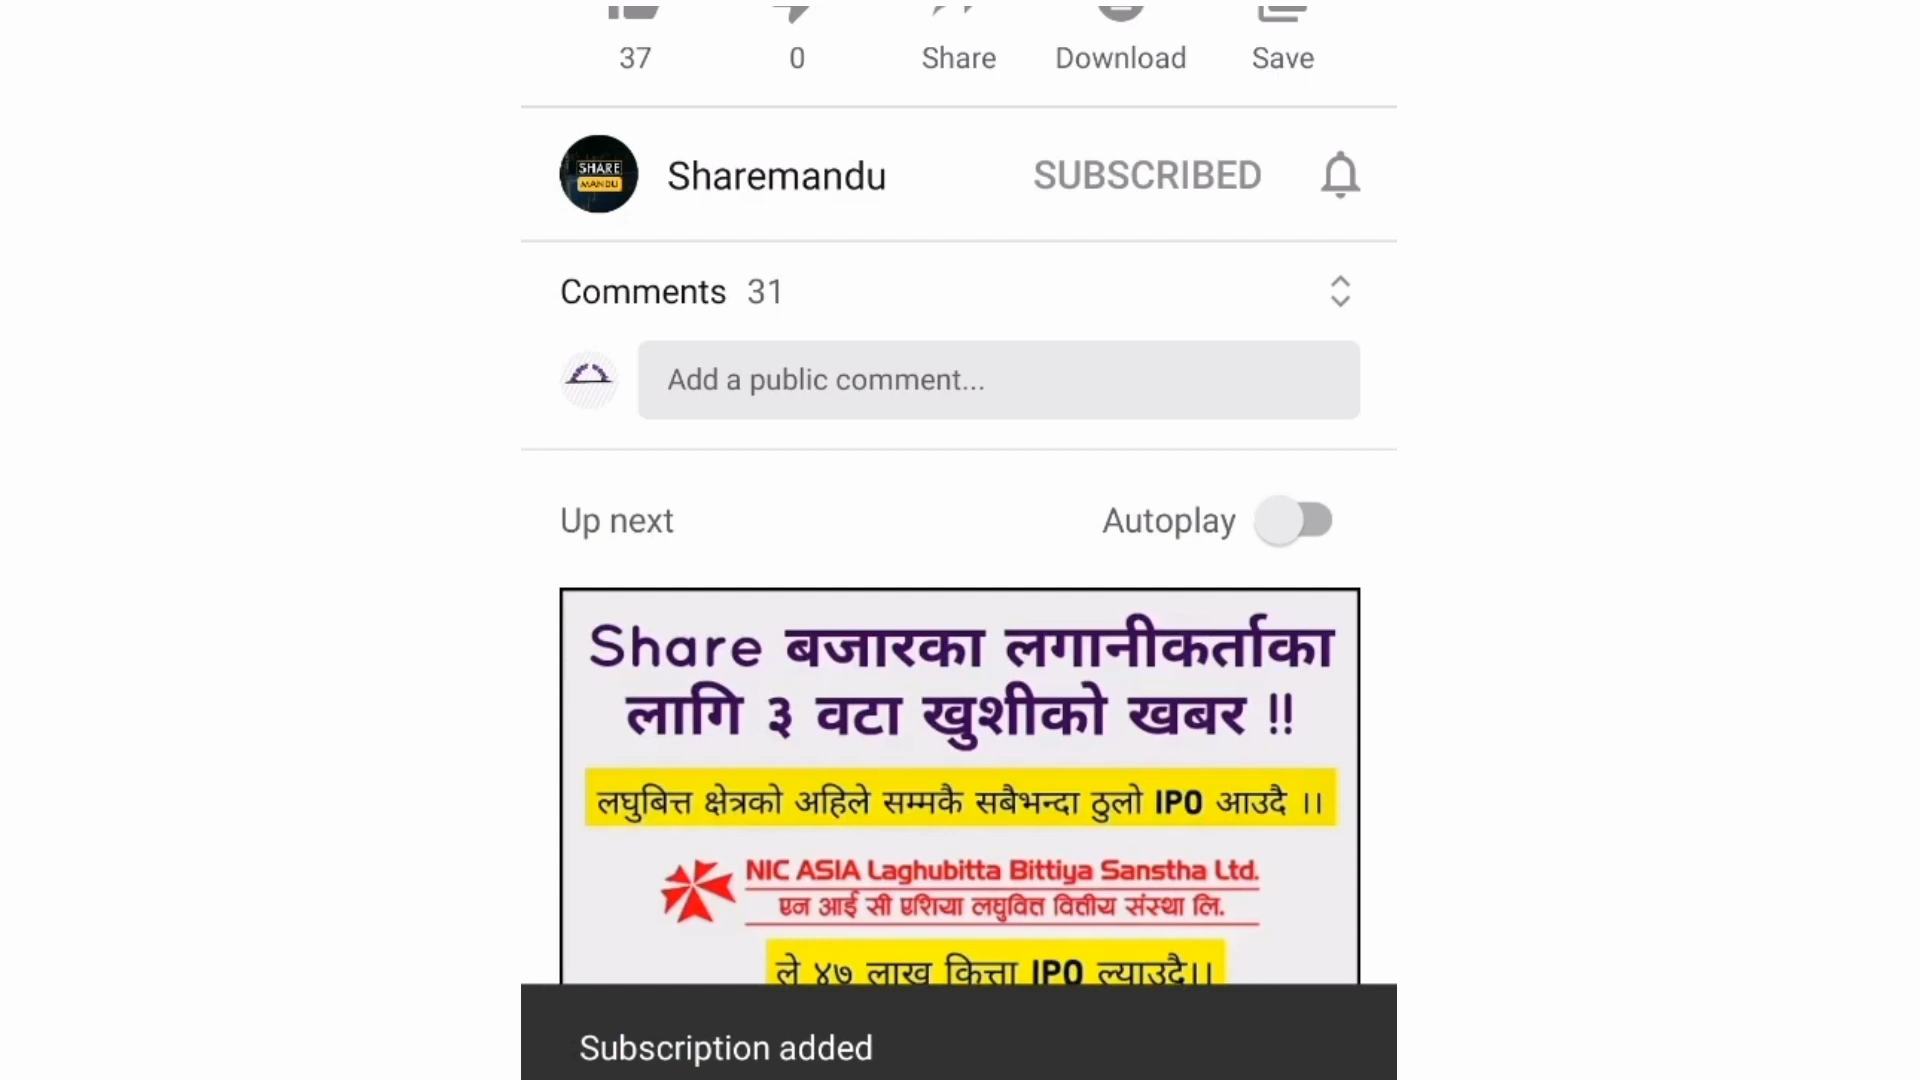 37 0 Share Download Save
SHARE
MANDU
Sharemandu SUBSCRIBED
Comments 31
Add a public comment...
Up next Autoplay
Share बजारका लगानीकर्ताका
लागि ३ वटा खुशीको खबर !!
लघुबित्त क्षेत्रको अहिले सम्मकै सबैभन्दा ठुलो IPO आउदै ।।
NIC ASIA Laghubitta Bittiya Sanstha Ltd.
एन आई सी एशिया लघुवित्त वित्तीय संस्था लि.
ले ४७ लाख कित्ता IPO ल्याउदै।।
Subscription added